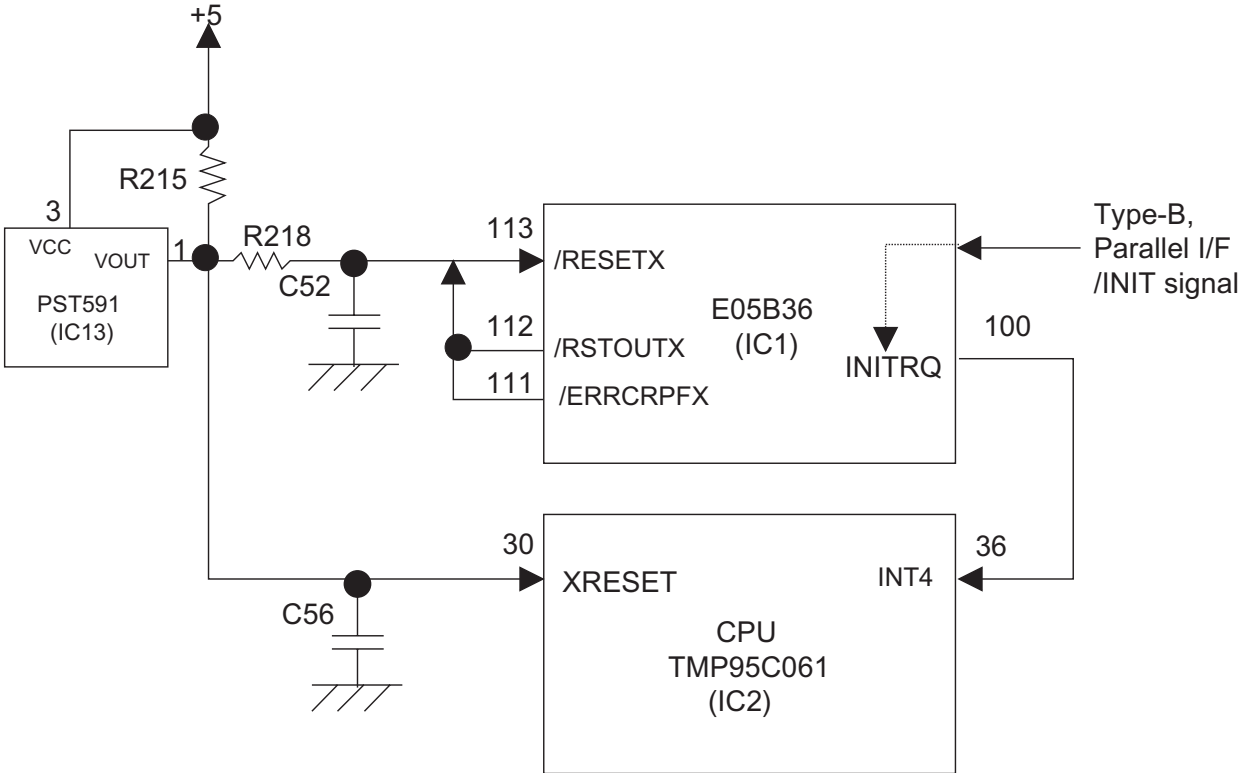 +5
R215
3
VCC
VOUT
1
PST591
(IC13)
R218
C52
113
/RESETX
112
/RSTOUTX
111
/ERRCRPFX
E05B36
(IC1)
INITRQ
Type-B,
Parallel I/F
/INIT signal
100
30
XRESET
C56
36
INT4
CPU
TMP95C061
(IC2)